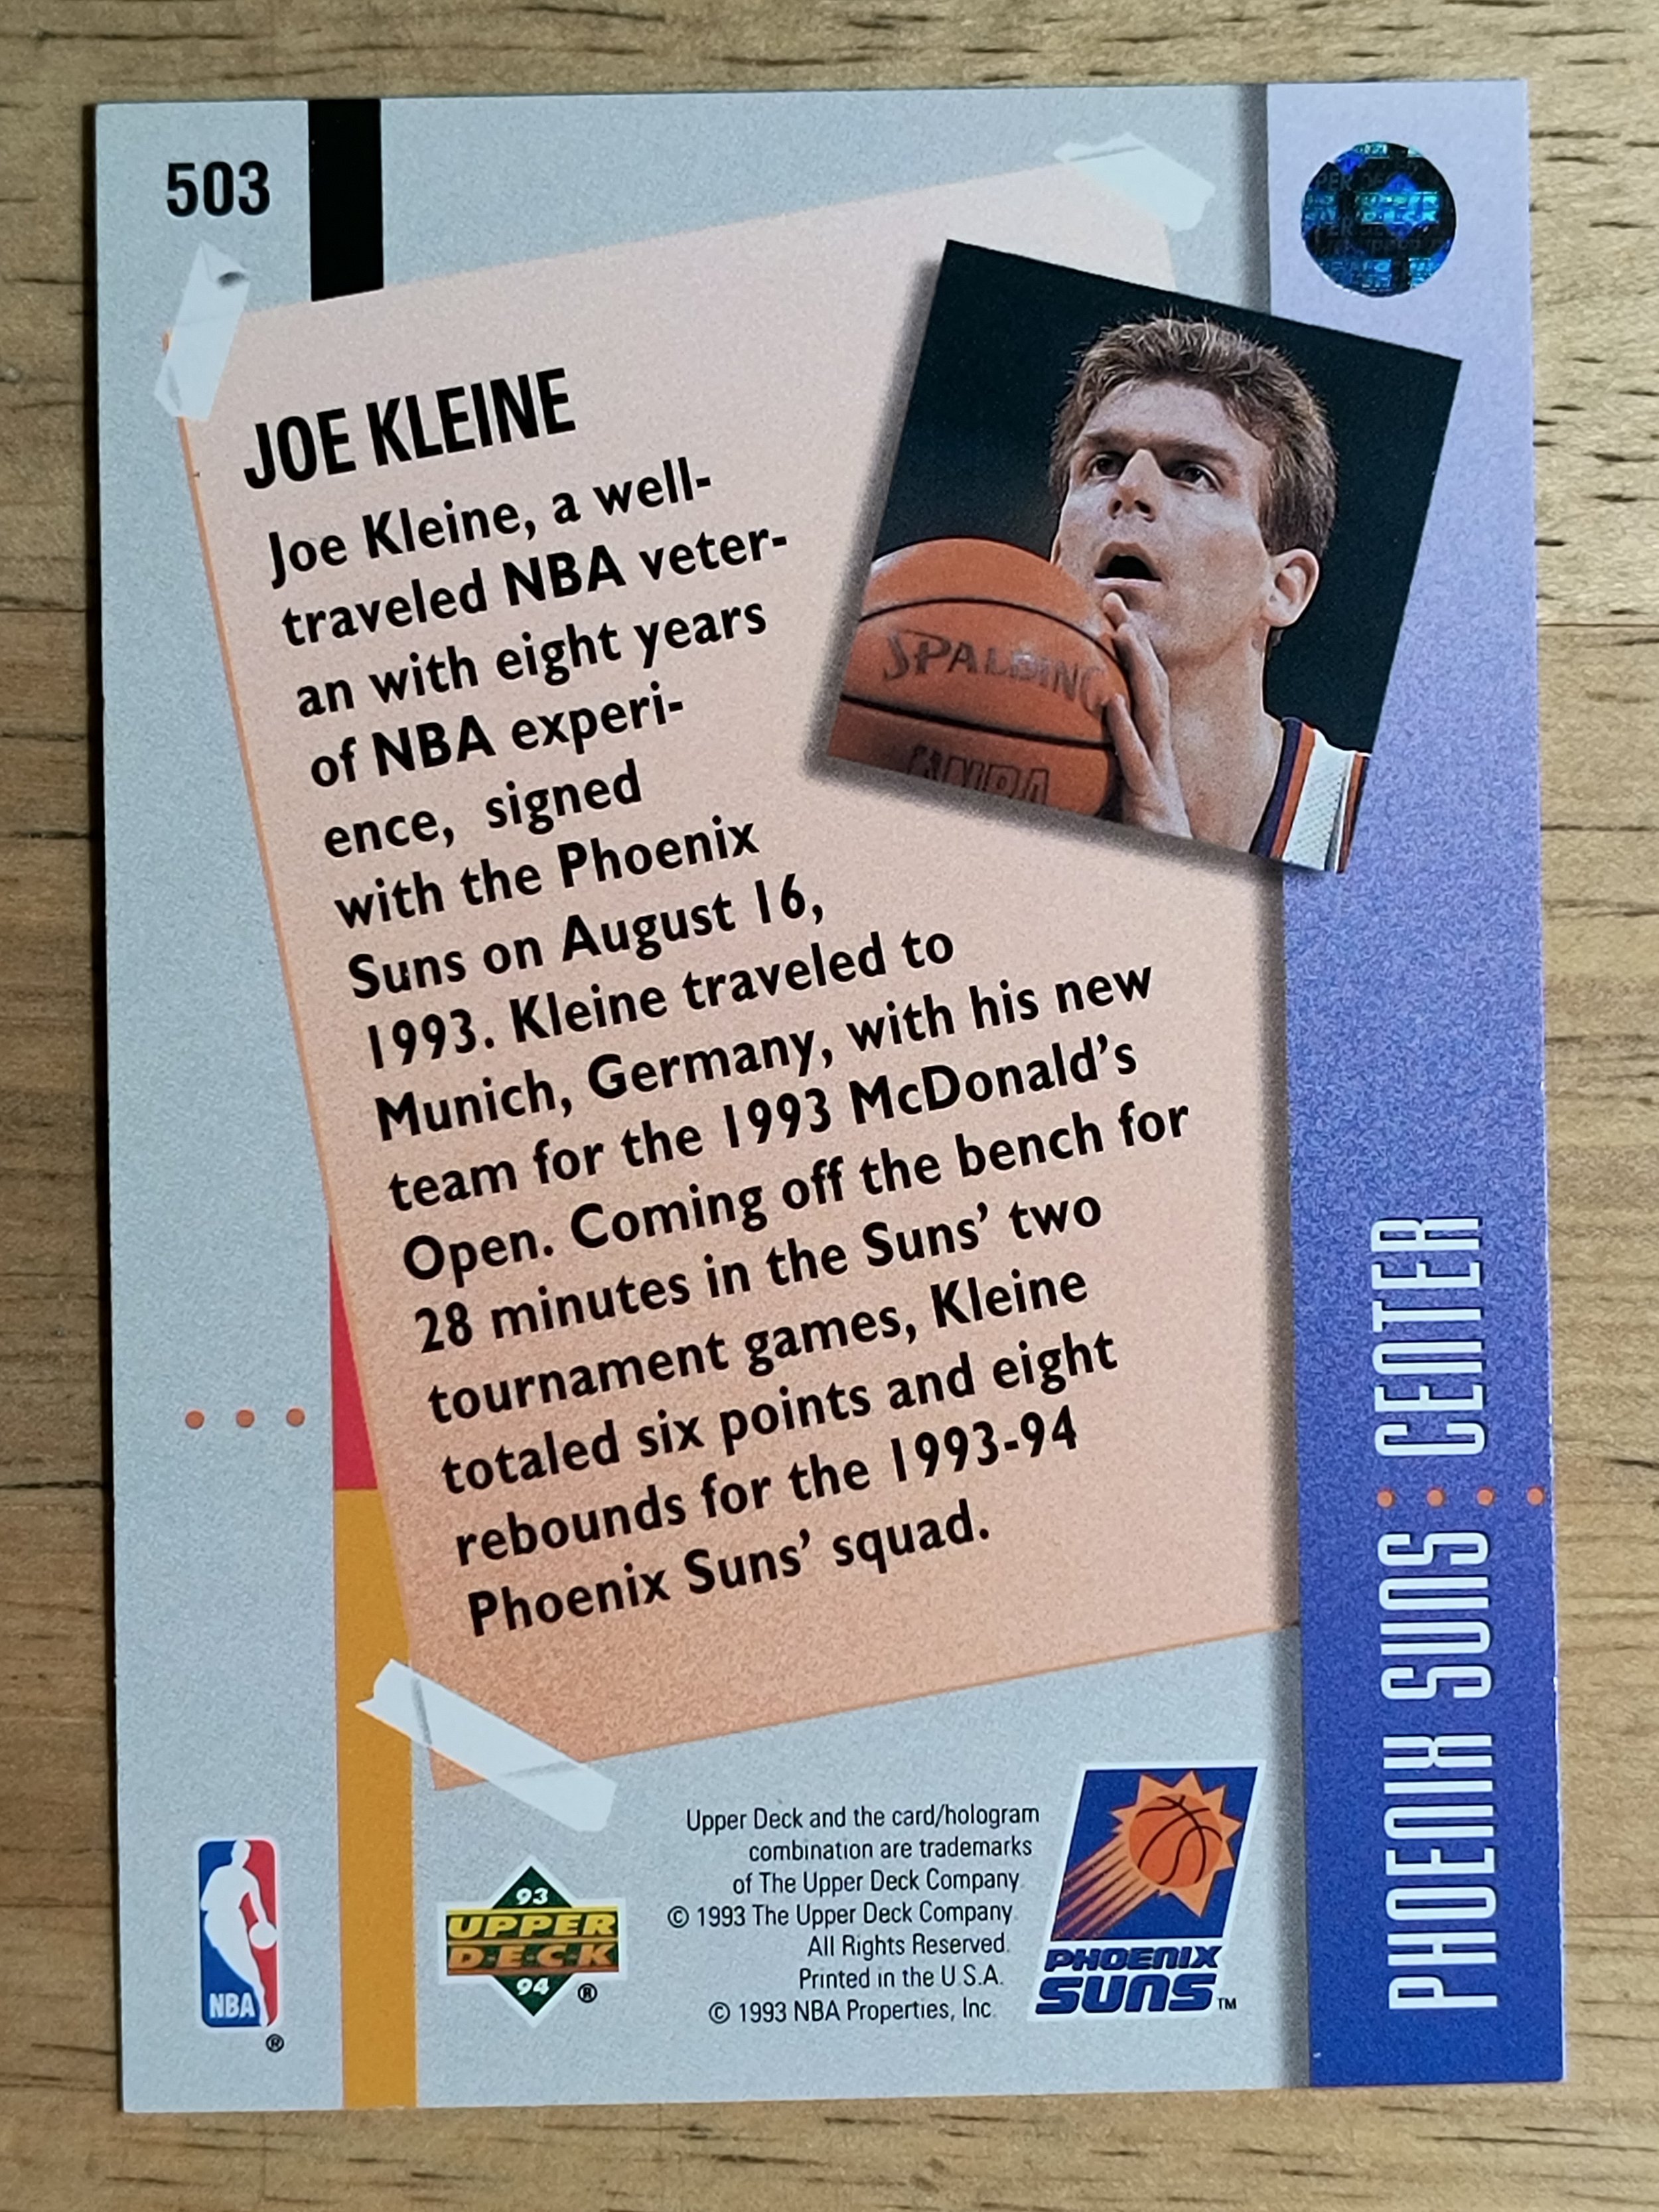 503
JOE KLEINE
Joe Kleine, a well-
traveled NBA veter-
an with eight years
of NBA experi-
ence, signed
with the Phoenix
Suns on August 16,
1993. Kleine traveled to
Munich, Germany, with his new
team for the 1993 McDonald's
Open. Coming off the bench for
28 minutes in the Suns' two
tournament games, Kleine
totaled six points and eight
rebounds for the 1993-94
Phoenix Suns' squad.
SPALDING
NBA
PHOENIX SUNS CENTER
NBA
®
93
UPPER
D•E•C•K
94
®
Upper Deck and the card/hologram
combination are trademarks
of The Upper Deck Company.
© 1993 The Upper Deck Company.
All Rights Reserved.
Printed in the U.S.A.
© 1993 NBA Properties, Inc.
PHOENIX
SUNS
TM